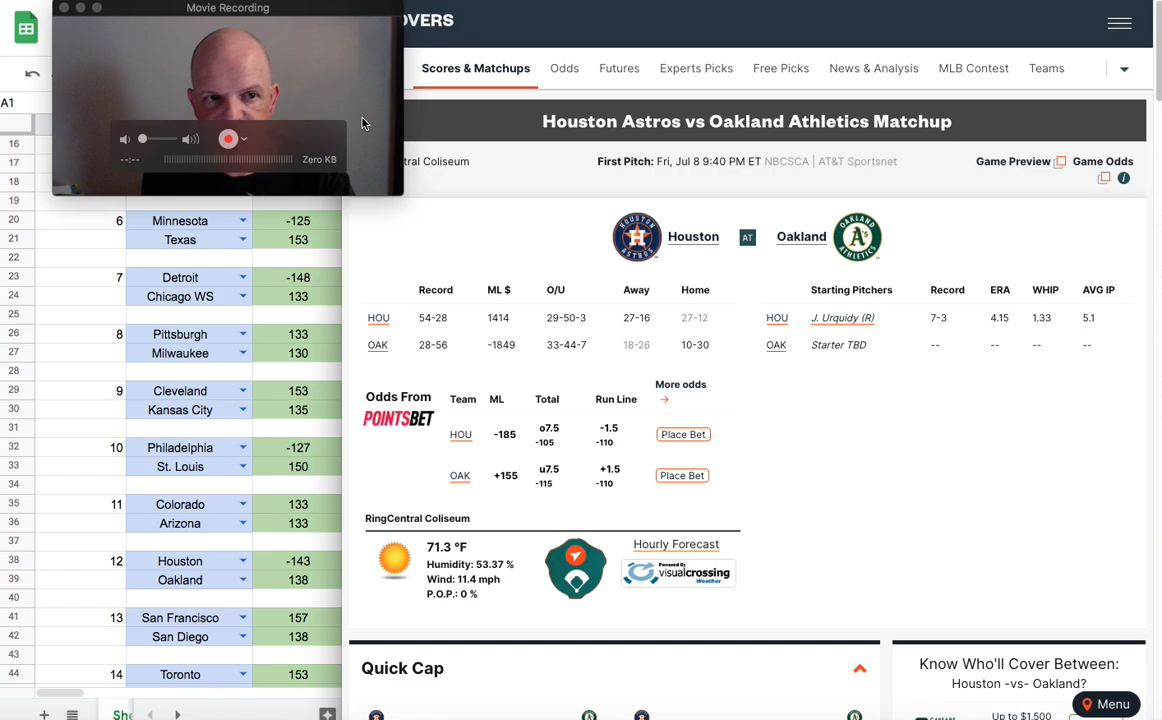 Movie Recording
--:--
Zero KB
A1
16
17
18
19
20 6 Minnesota -125
21 Texas 153
22
23 7 Detroit -148
24 Chicago WS 133
25
26 8 Pittsburgh 133
27 Milwaukee 130
28
29 9 Cleveland 153
30 Kansas City 135
31
32 10 Philadelphia -127
33 St. Louis 150
34
35 11 Colorado 133
36 Arizona 133
37
38 12 Houston -143
39 Oakland 138
40
41 13 San Francisco 157
42 San Diego 138
43
44 14 Toronto 153
She
OVERS
Scores & Matchups Odds Futures Experts Picks Free Picks News & Analysis MLB Contest Teams
Houston Astros vs Oakland Athletics Matchup
ntral Coliseum First Pitch: Fri, Jul 8 9:40 PM ET NBCSCA | AT&T Sportsnet Game Preview Game Odds
HOUSTON ASTROS Houston AT Oakland OAKLAND A's ATHLETICS
Record ML $ O/U Away Home
HOU 54-28 1414 29-50-3 27-16 27-12
OAK 28-56 -1849 33-44-7 18-26 10-30
Starting Pitchers Record ERA WHIP AVG IP
HOU J. Urquidy (R) 7-3 4.15 1.33 5.1
OAK Starter TBD -- -- -- --
Odds From
POINTSBET
Team ML Total Run Line More odds →
HOU -185 o7.5 -105 -1.5 -110 Place Bet
OAK +155 u7.5 -115 +1.5 -110 Place Bet
RingCentral Coliseum
71.3 °F
Humidity: 53.37 %
Wind: 11.4 mph
P.O.P.: 0 %
Hourly Forecast
Powered By
visualcrossing
Weather
Quick Cap
Know Who'll Cover Between:
Houston -vs- Oakland?
Up to $1,500
Menu